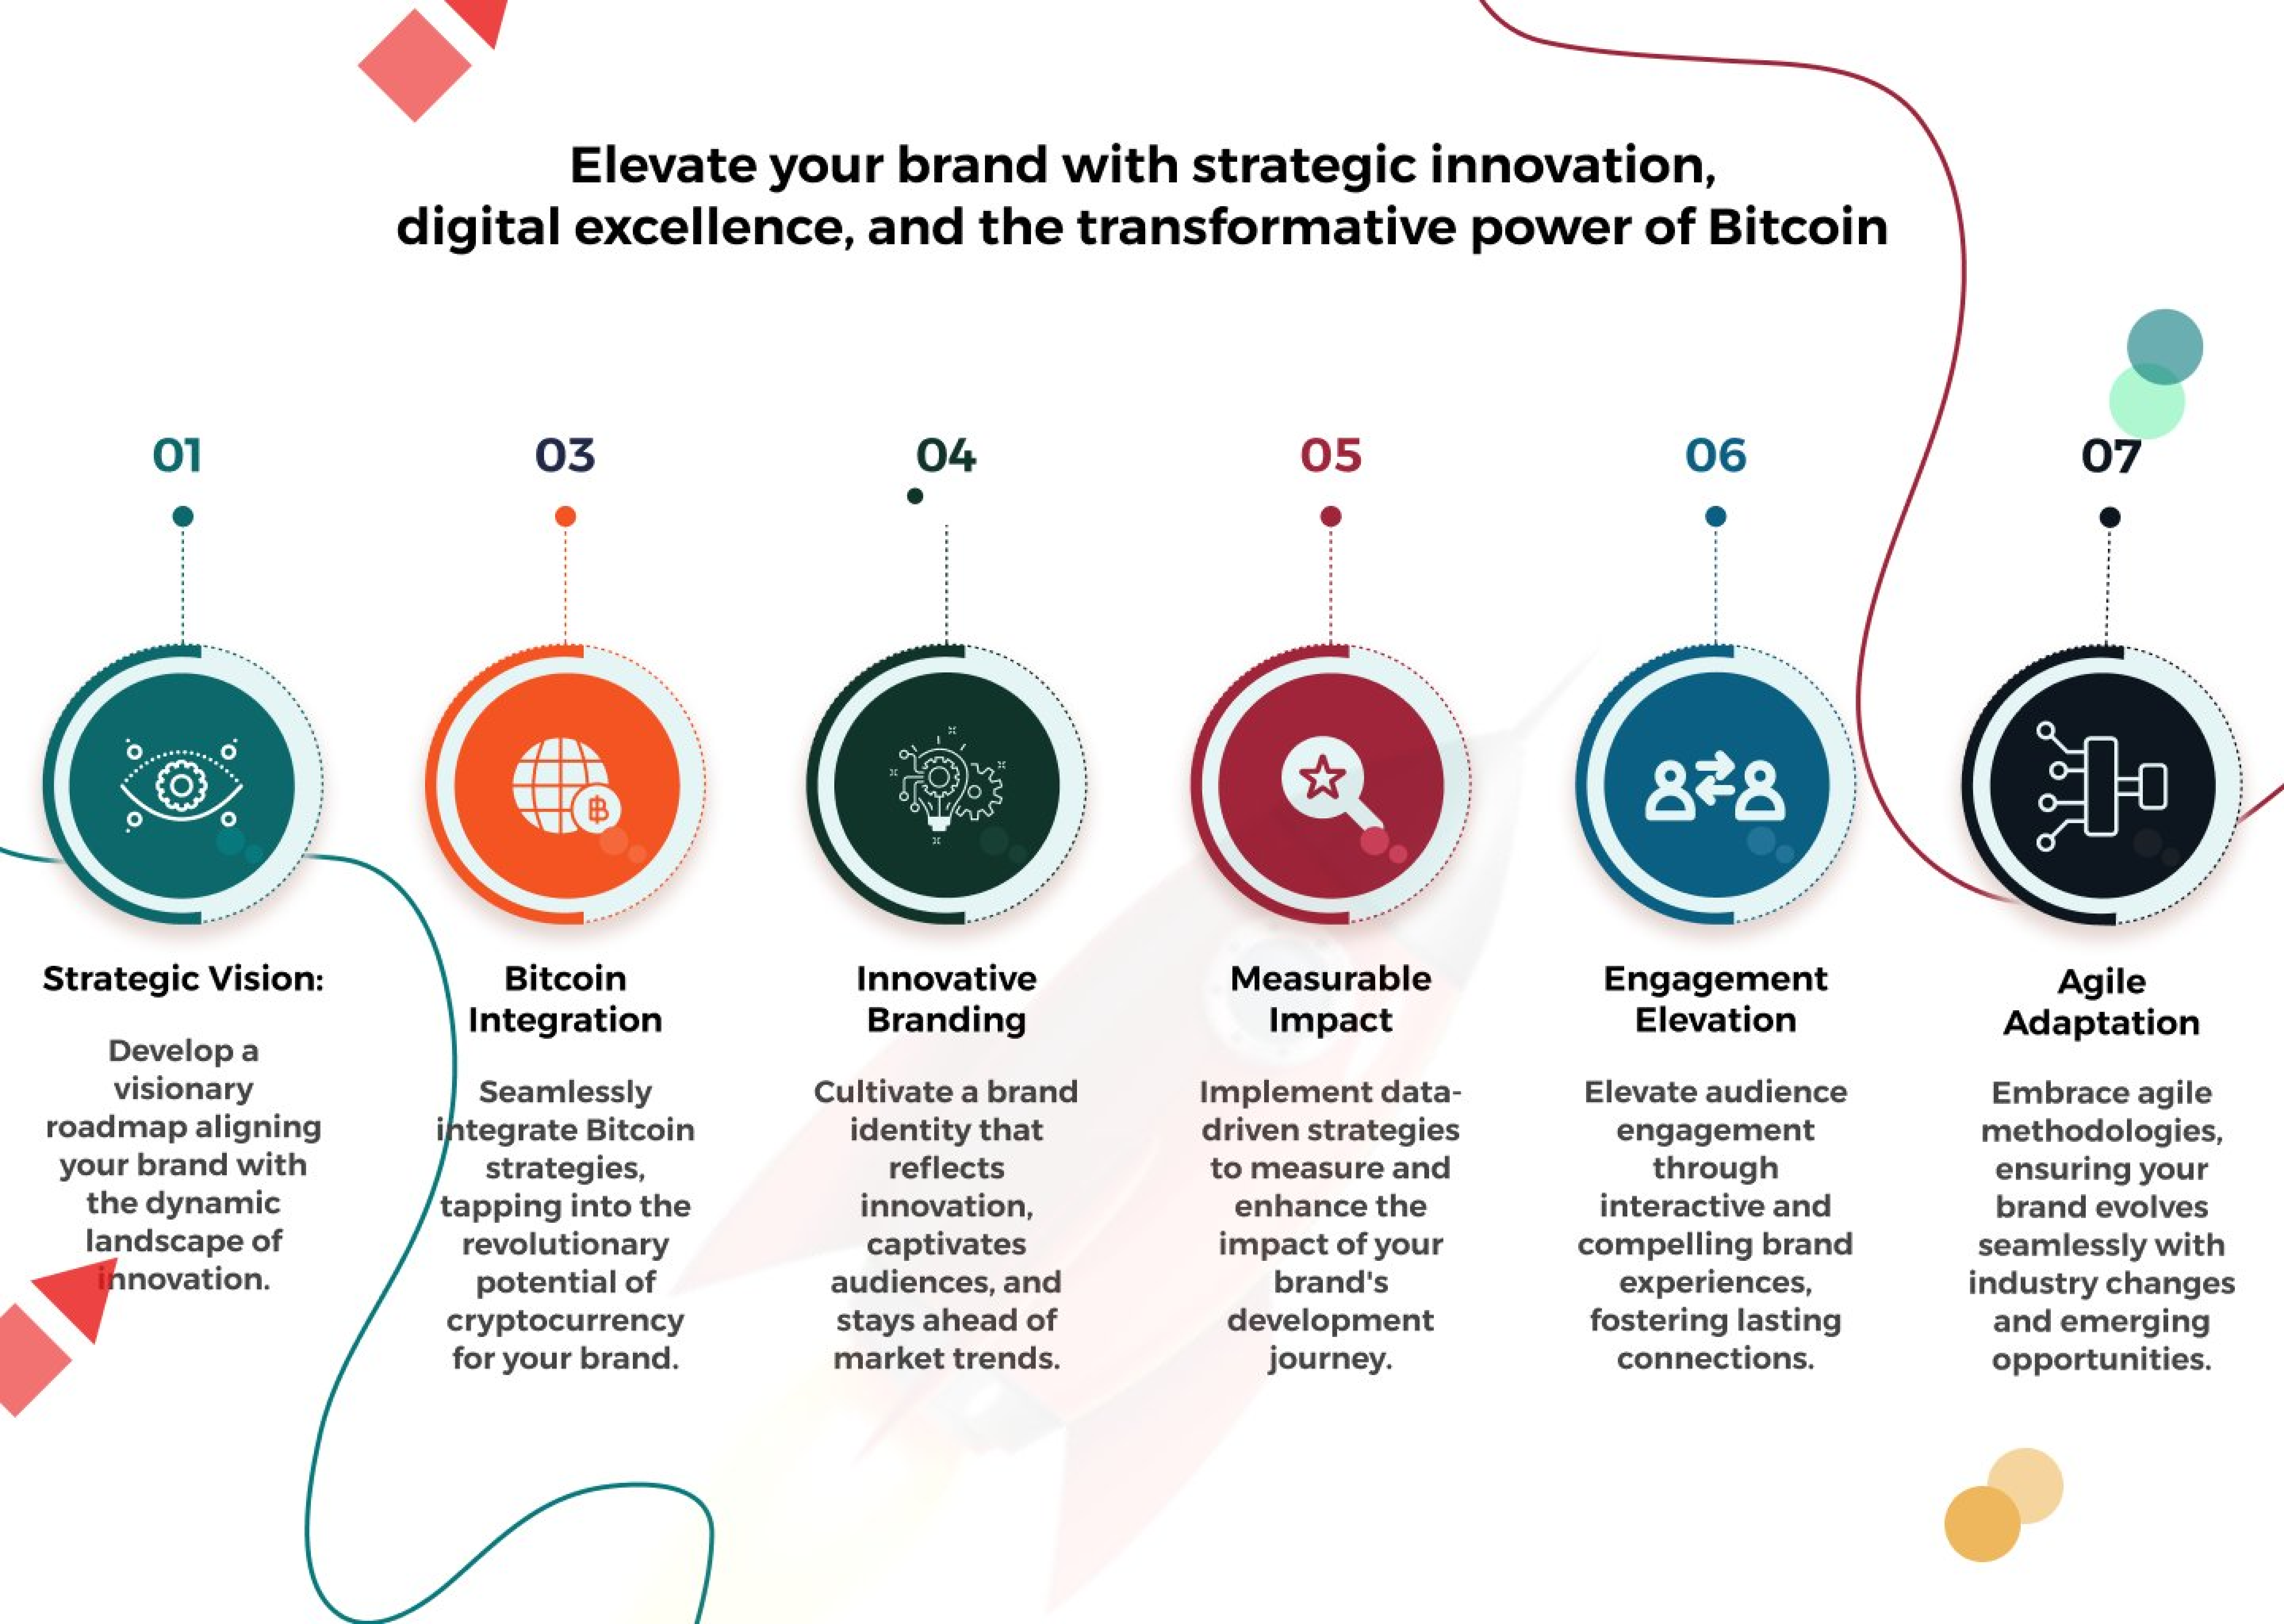 Elevate your brand with strategic innovation,
digital excellence, and the transformative power of Bitcoin
01
Strategic Vision:
Develop a
visionary
roadmap aligning
your brand with
the dynamic
landscape of
innovation.
03
Bitcoin
Integration
Seamlessly
integrate Bitcoin
strategies,
tapping into the
revolutionary
potential of
cryptocurrency
for your brand.
04
Innovative
Branding
Cultivate a brand
identity that
reflects
innovation,
captivates
audiences, and
stays ahead of
market trends.
05
Measurable
Impact
Implement data-
driven strategies
to measure and
enhance the
impact of your
brand's
development
journey.
06
Engagement
Elevation
Elevate audience
engagement
through
interactive and
compelling brand
experiences,
fostering lasting
connections.
07
Agile
Adaptation
Embrace agile
methodologies,
ensuring your
brand evolves
seamlessly with
industry changes
and emerging
opportunities.